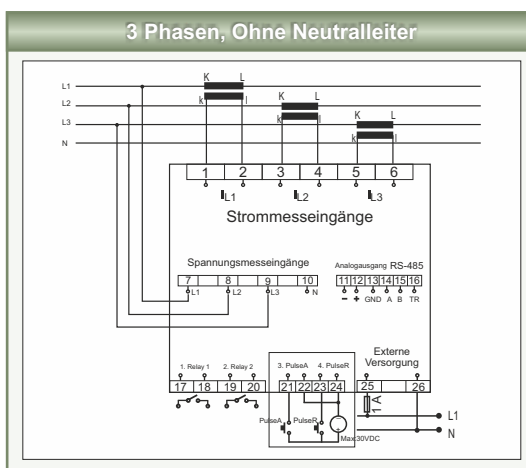 3 Phasen, Ohne Neutralleiter
K L
L1
L2
K L
k l
L3
K L
k l
N
k l
1 2 3 4 5 6
IL1 IL2 IL3
Strommesseingänge
Spannungsmesseingänge
Analogausgang RS-485
7 8 9 10
11 12 13 14 15 16
L1 L2 L3 N
- + GND A B TR
Externe
Versorgung
1. Relay 1 2. Relay 2 3. PulseA 4. PulseR
17 18 19 20 21 22 23 24 25 26
1 A
L1
PulseA PulseR
N
Max 30VDC